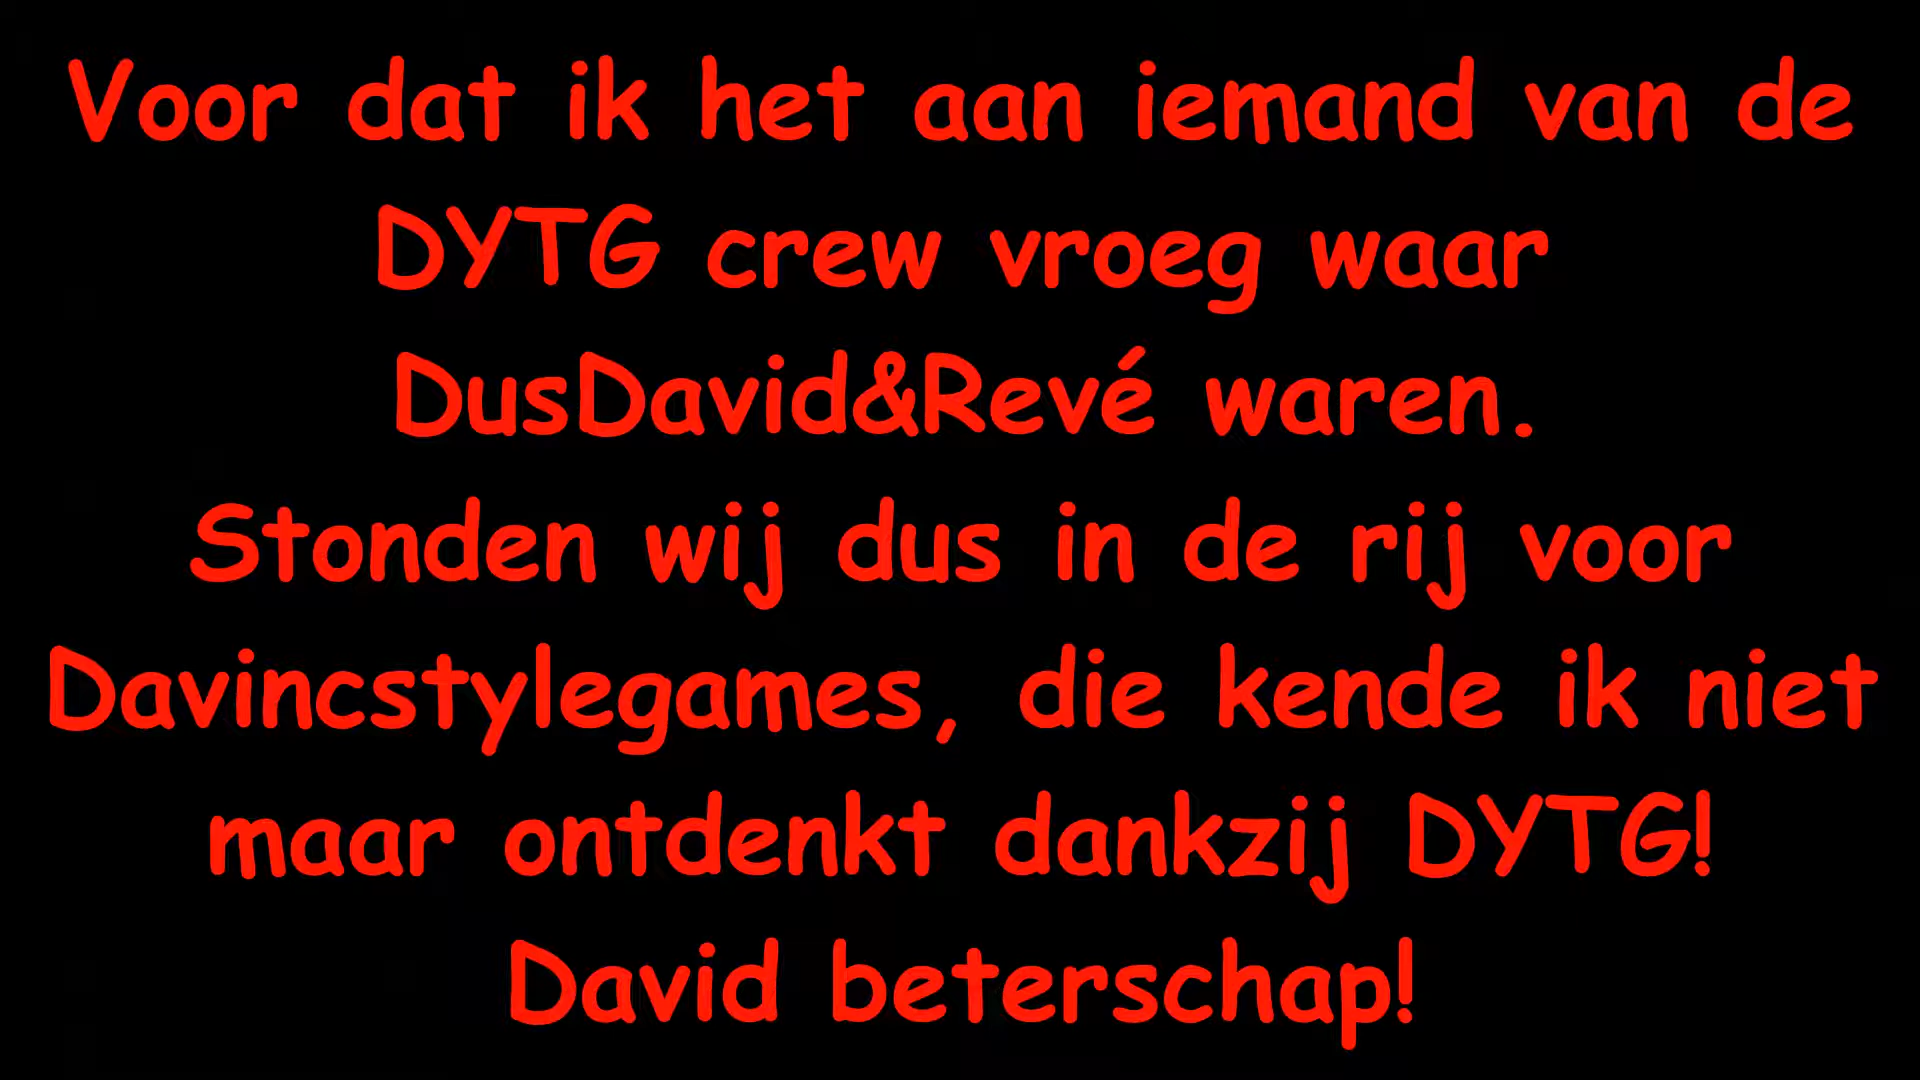 Voor dat ik het aan iemand van de
DYTG crew vroeg waar
DusDavid&Revé waren.
Stonden wij dus in de rij voor
Davincstylegames, die kende ik niet
maar ontdenkt dankzij DYTG!
David beterschap!